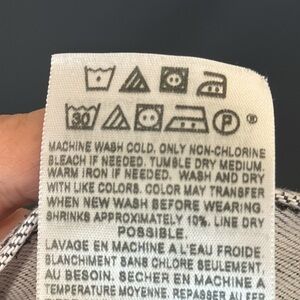 30 P ®
MACHINE WASH COLD. ONLY NON-CHLORINE
BLEACH IF NEEDED. TUMBLE DRY MEDIUM.
WARM IRON IF NEEDED. WASH AND DRY
WITH LIKE COLORS. COLOR MAY TRANSFER
WHEN NEW WASH BEFORE WEARING.
SHRINKS APPROXIMATELY 10%. LINE DRY
POSSIBLE.
LAVAGE EN MACHINE A L'EAU FROIDE.
BLANCHIMENT SANS CHLORE SEULEMENT,
AU BESOIN. SECHER EN MACHINE A
TEMPERATURE MOYENNE. REPASSAGE A FER